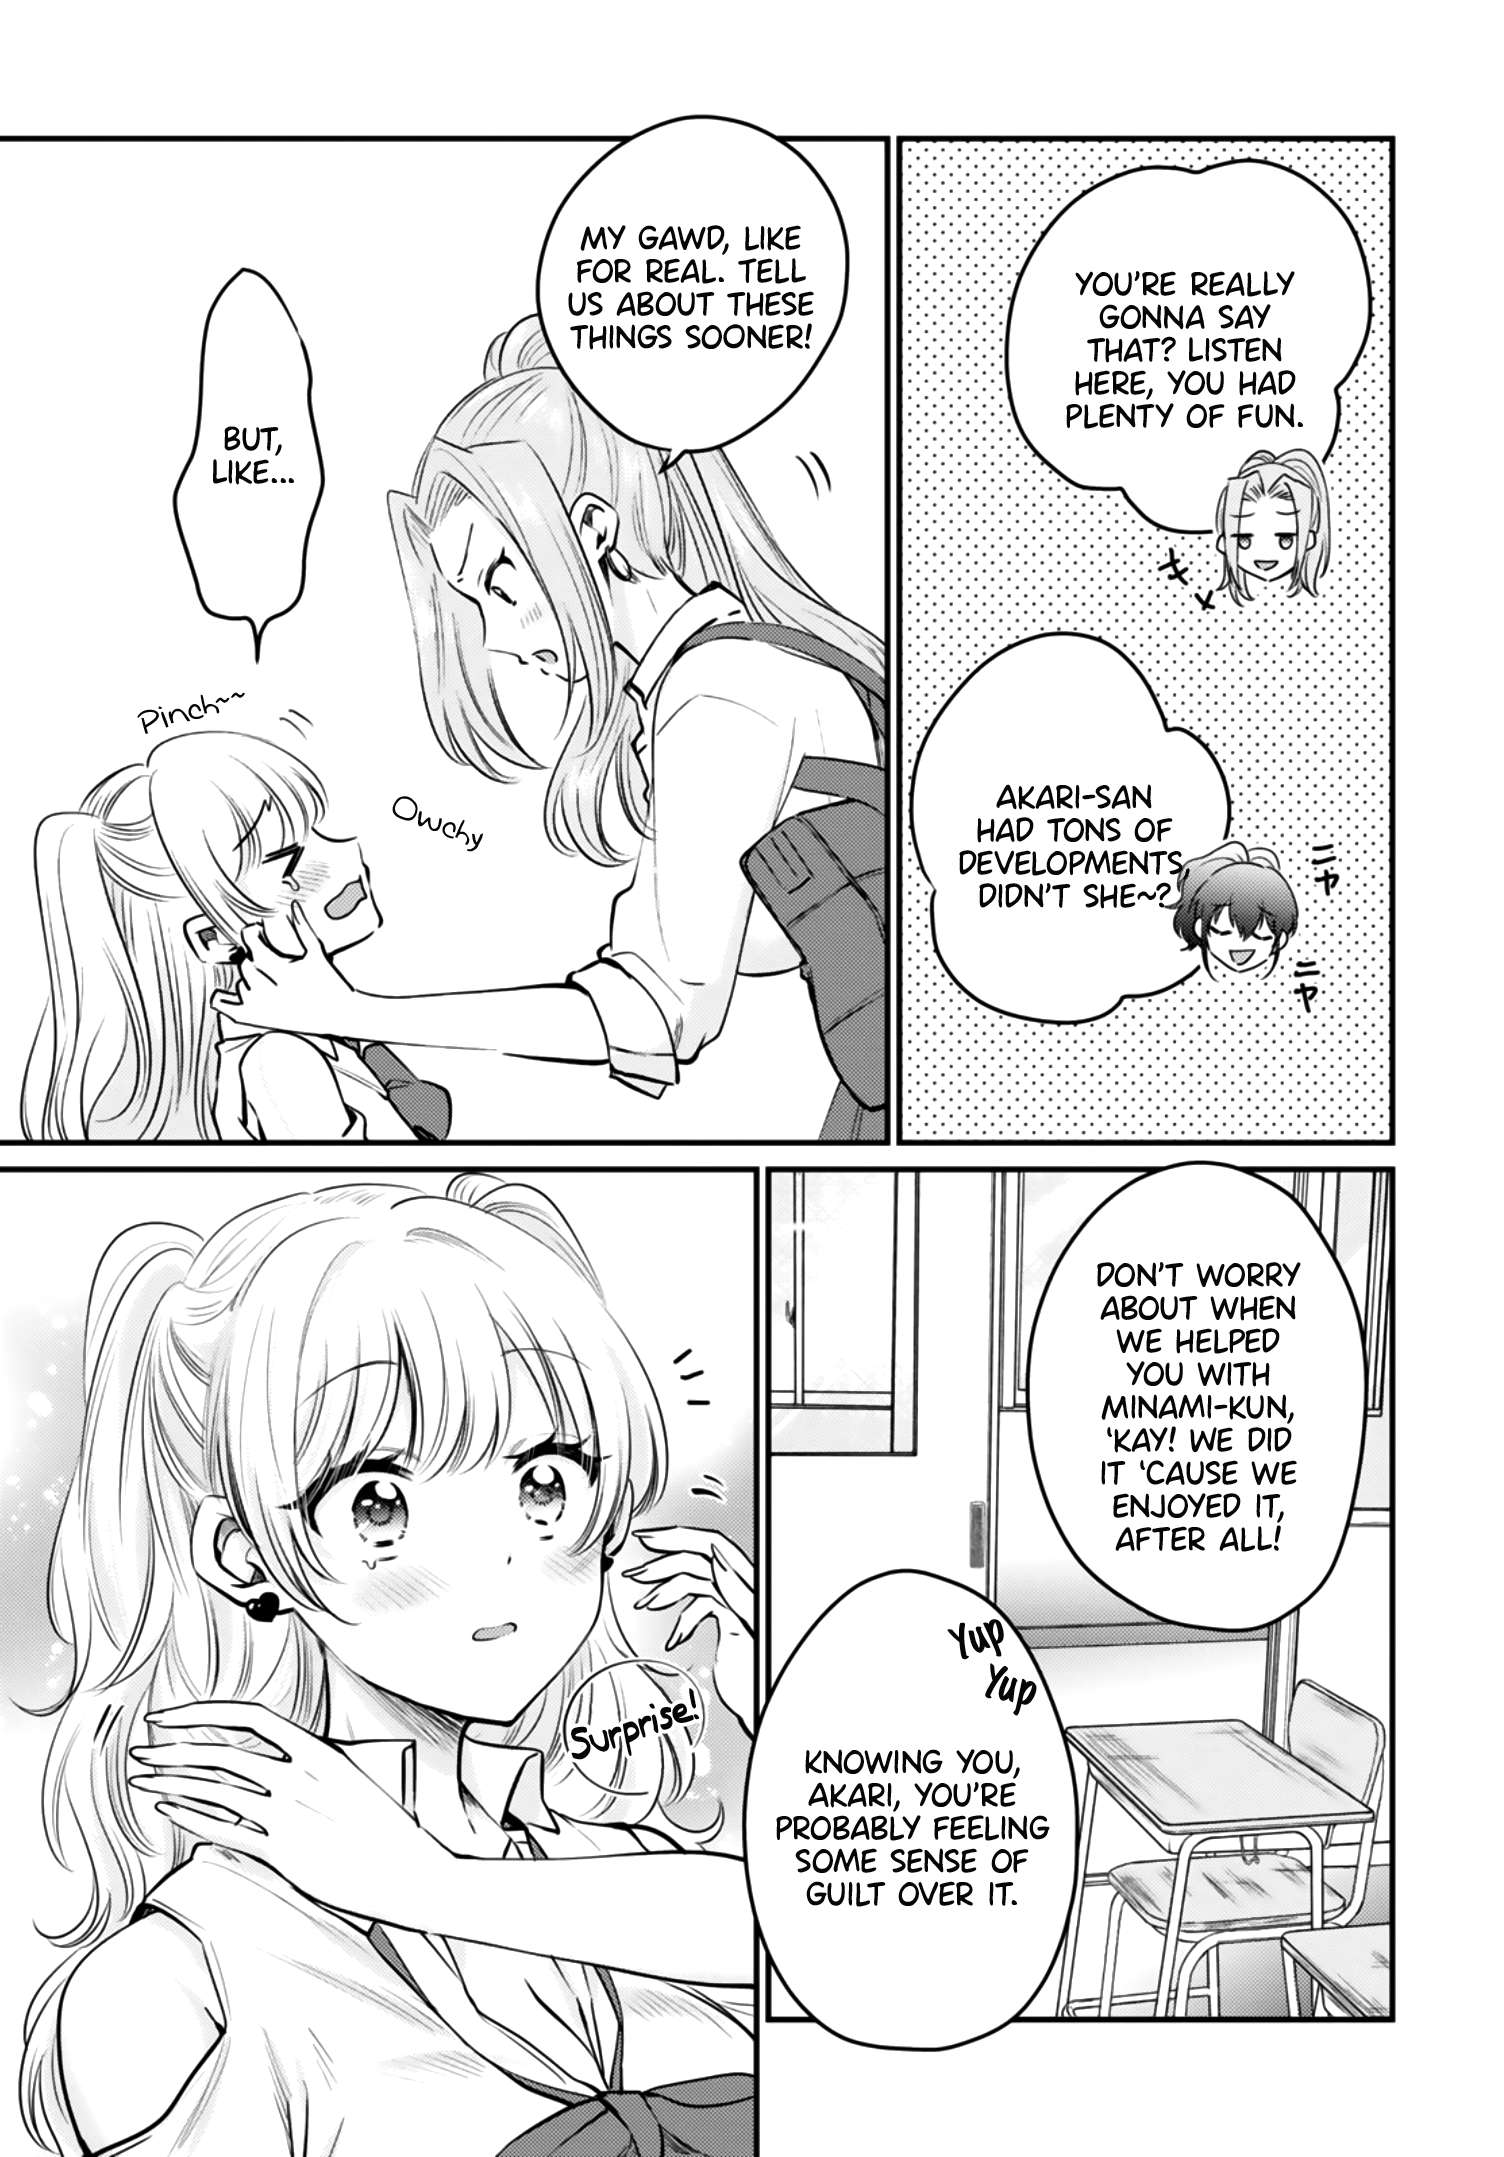 YOU'RE REALLY
GONNA SAY
THAT? LISTEN
HERE, YOU HAD
PLENTY OF FUN.
AKARI-SAN
HAD TONS OF
DEVELOPMENTS,
DIDN'T SHE~?
ニヤ
ニヤ
MY GAWD, LIKE
FOR REAL. TELL
US ABOUT THESE
THINGS SOONER!
BUT,
LIKE...
Pinch~~
Owchy
DON'T WORRY
ABOUT WHEN
WE HELPED
YOU WITH
MINAMI-KUN,
'KAY! WE DID
IT 'CAUSE WE
ENJOYED IT,
AFTER ALL!
Yup
Yup
KNOWING YOU,
AKARI, YOU'RE
PROBABLY FEELING
SOME SENSE OF
GUILT OVER IT.
Surprise!